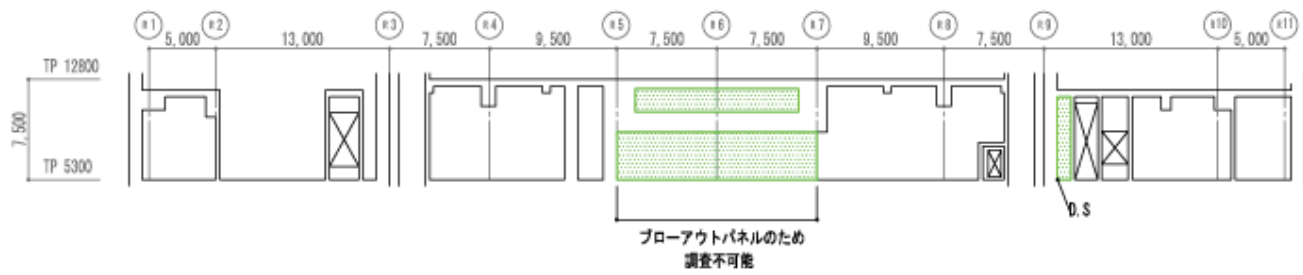 R1 R2 R3 R4 R5 R6 R7 R8 R9 R10 R11
5,000 13,000 7,500 9,500 7,500 7,500 9,500 7,500 13,000 5,000
TP 12800
7,500
TP 5300
D.S
ブローアウトパネルのため
調査不可能